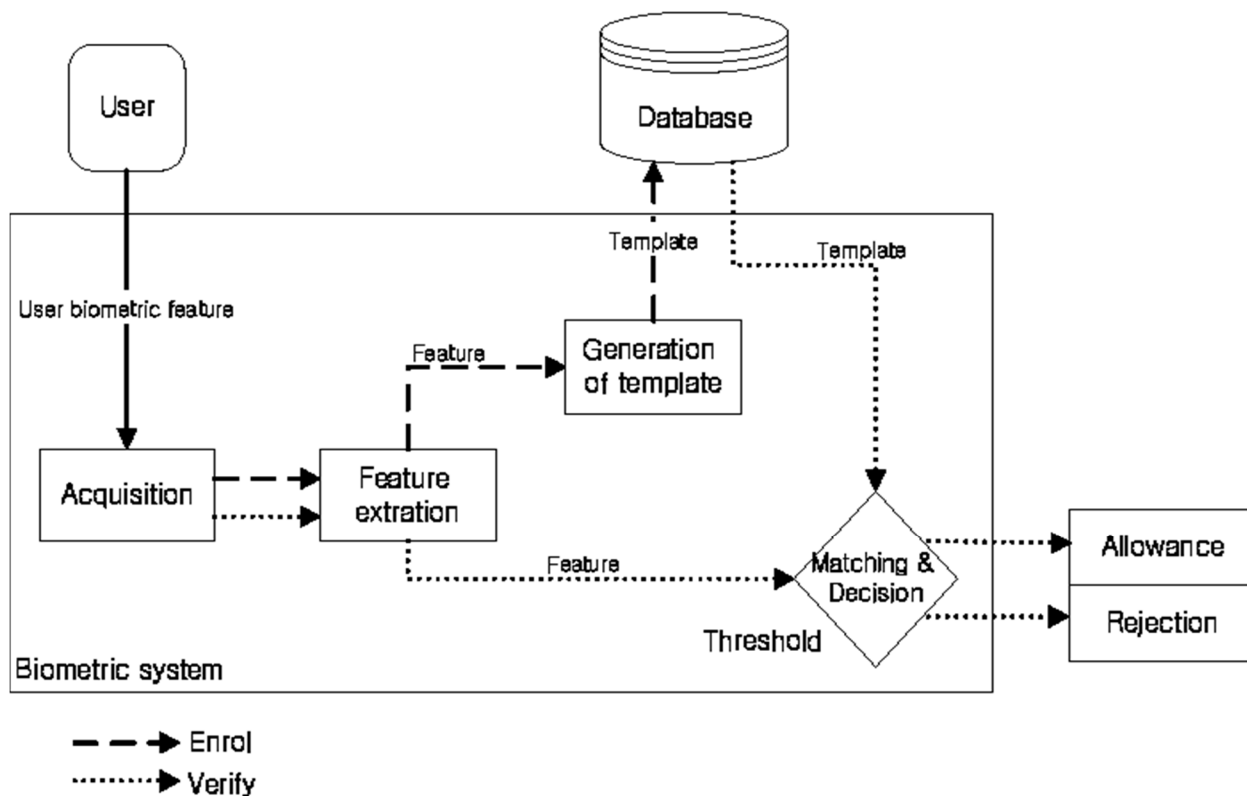 User
Database
Template
Template
User biometric feature
Feature
Generation
of template
Acquisition
Feature
extration
Feature
Matching &
Decision
Threshold
Allowance
Rejection
Biometric system
Enrol
Verify